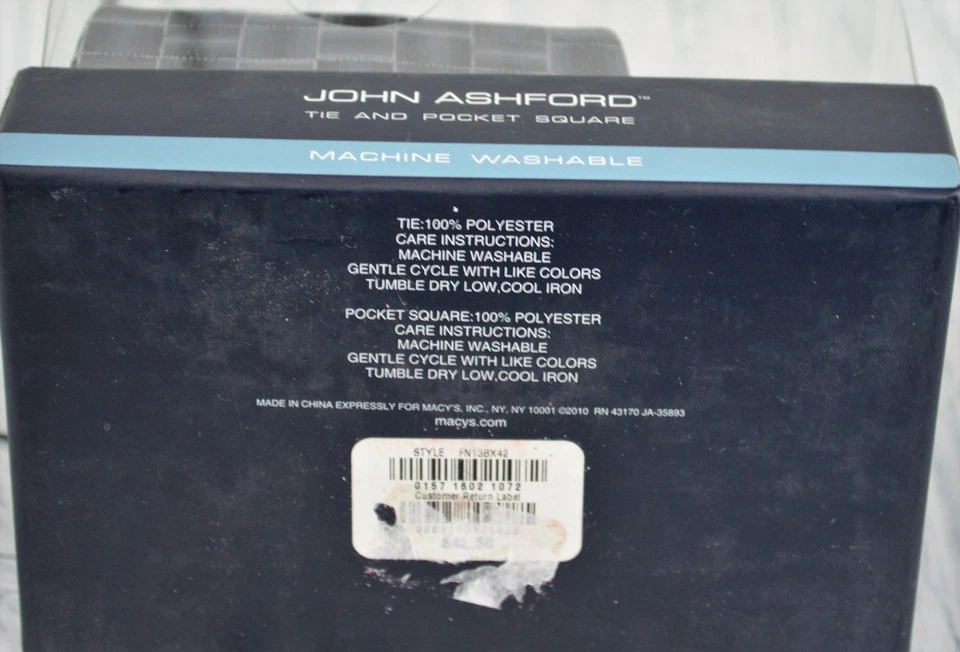 JOHN ASHFORD™
TIE AND POCKET SQUARE
MACHINE WASHABLE
TIE:100% POLYESTER
CARE INSTRUCTIONS:
MACHINE WASHABLE
GENTLE CYCLE WITH LIKE COLORS
TUMBLE DRY LOW,COOL IRON
POCKET SQUARE:100% POLYESTER
CARE INSTRUCTIONS:
MACHINE WASHABLE
GENTLE CYCLE WITH LIKE COLORS
TUMBLE DRY LOW,COOL IRON
MADE IN CHINA EXPRESSLY FOR MACY'S, INC., NY, NY 10001 ©2010 RN 43170 JA-35893
macys.com
STYLE
0157 1602 1072
Customer Return Label